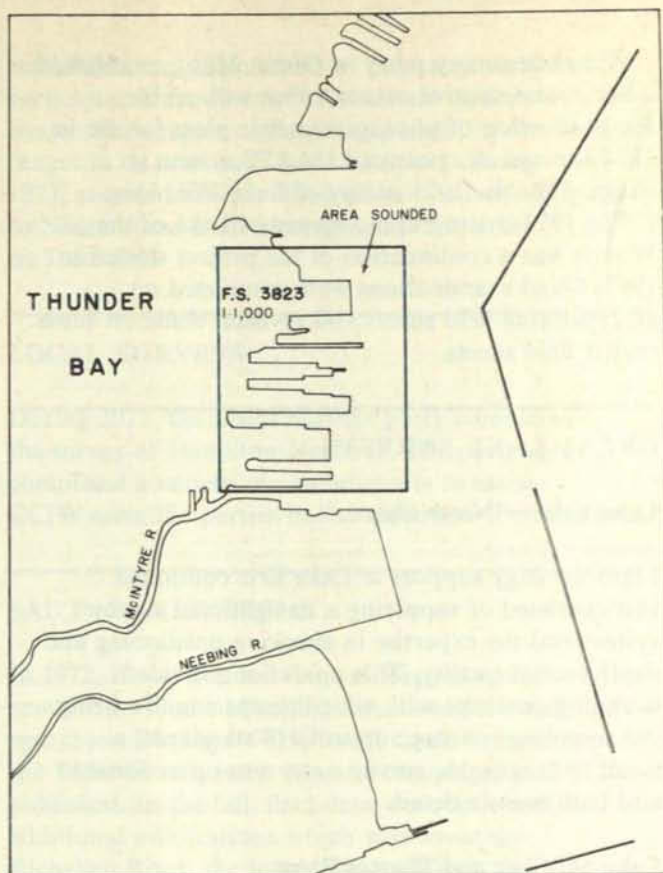 AREA SOUNDED
THUNDER
BAY
F.S. 3823
1:1,000
McINTYRE R.
NEEBING R.